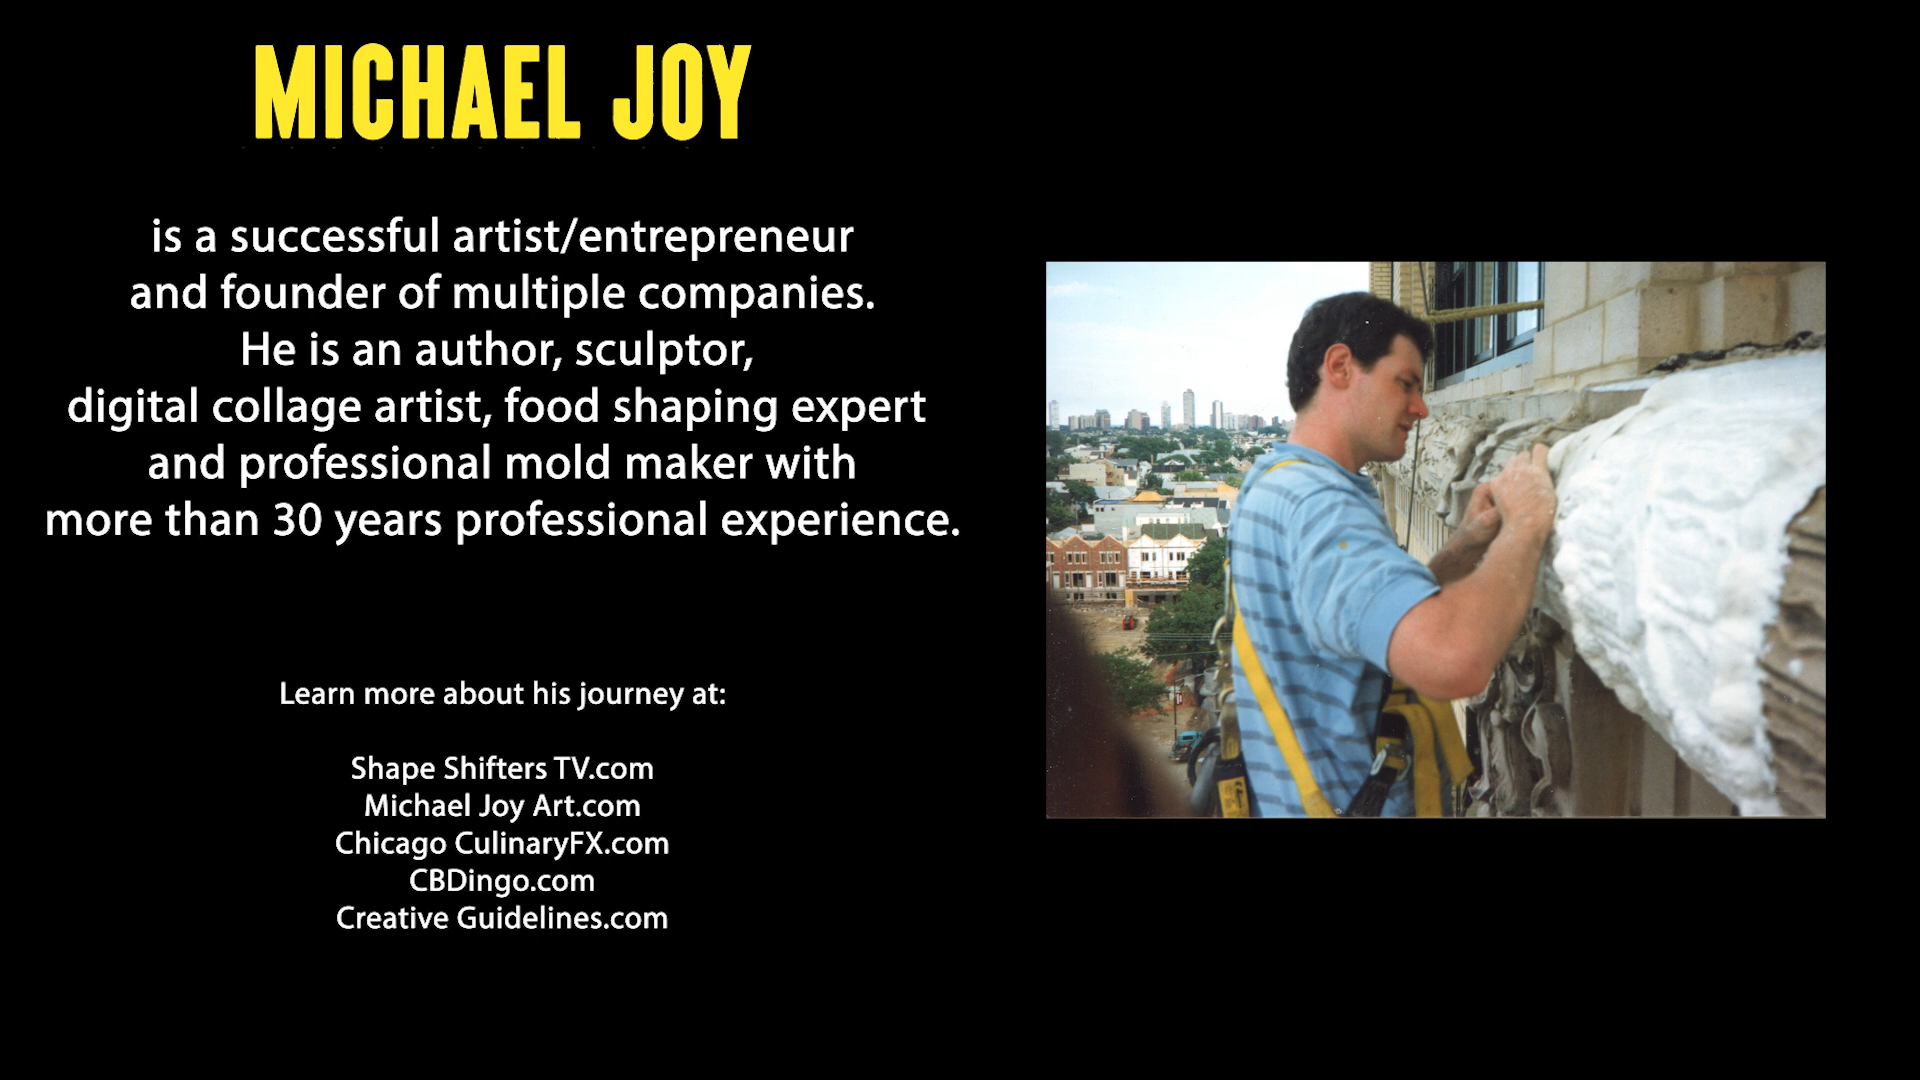 MICHAEL JOY
is a successful artist/entrepreneur
and founder of multiple companies.
He is an author, sculptor,
digital collage artist, food shaping expert
and professional mold maker with
more than 30 years professional experience.
Learn more about his journey at:
Shape Shifters TV.com
Michael Joy Art.com
Chicago CulinaryFX.com
CBDingo.com
Creative Guidelines.com